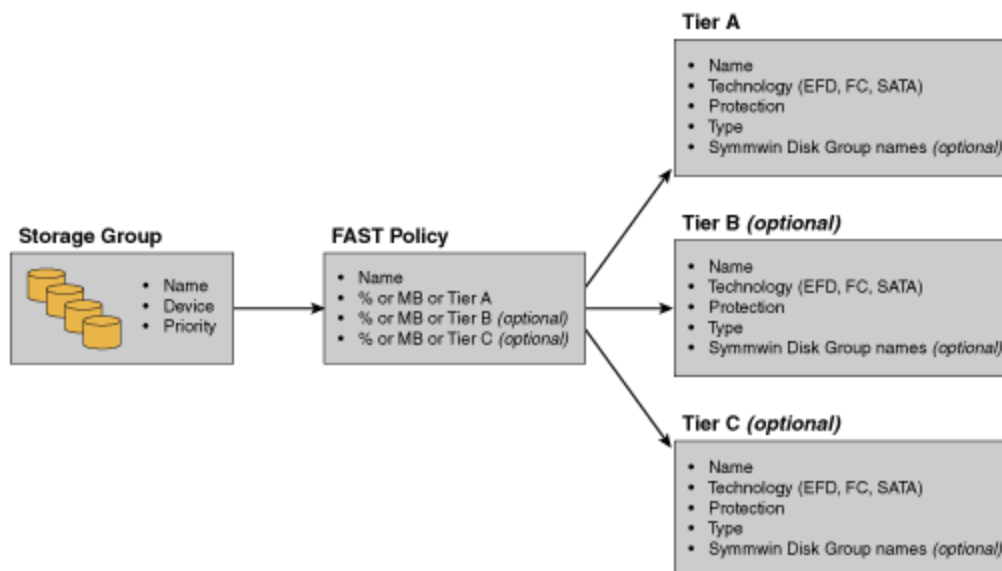 Storage Group
• Name
• Device
• Priority
FAST Policy
• Name
• % or MB or Tier A
• % or MB or Tier B (optional)
• % or MB or Tier C (optional)
Tier A
• Name
• Technology (EFD, FC, SATA)
• Protection
• Type
• Symmwin Disk Group names (optional)
Tier B (optional)
• Name
• Technology (EFD, FC, SATA)
• Protection
• Type
• Symmwin Disk Group names (optional)
Tier C (optional)
• Name
• Technology (EFD, FC, SATA)
• Protection
• Type
• Symmwin Disk Group names (optional)